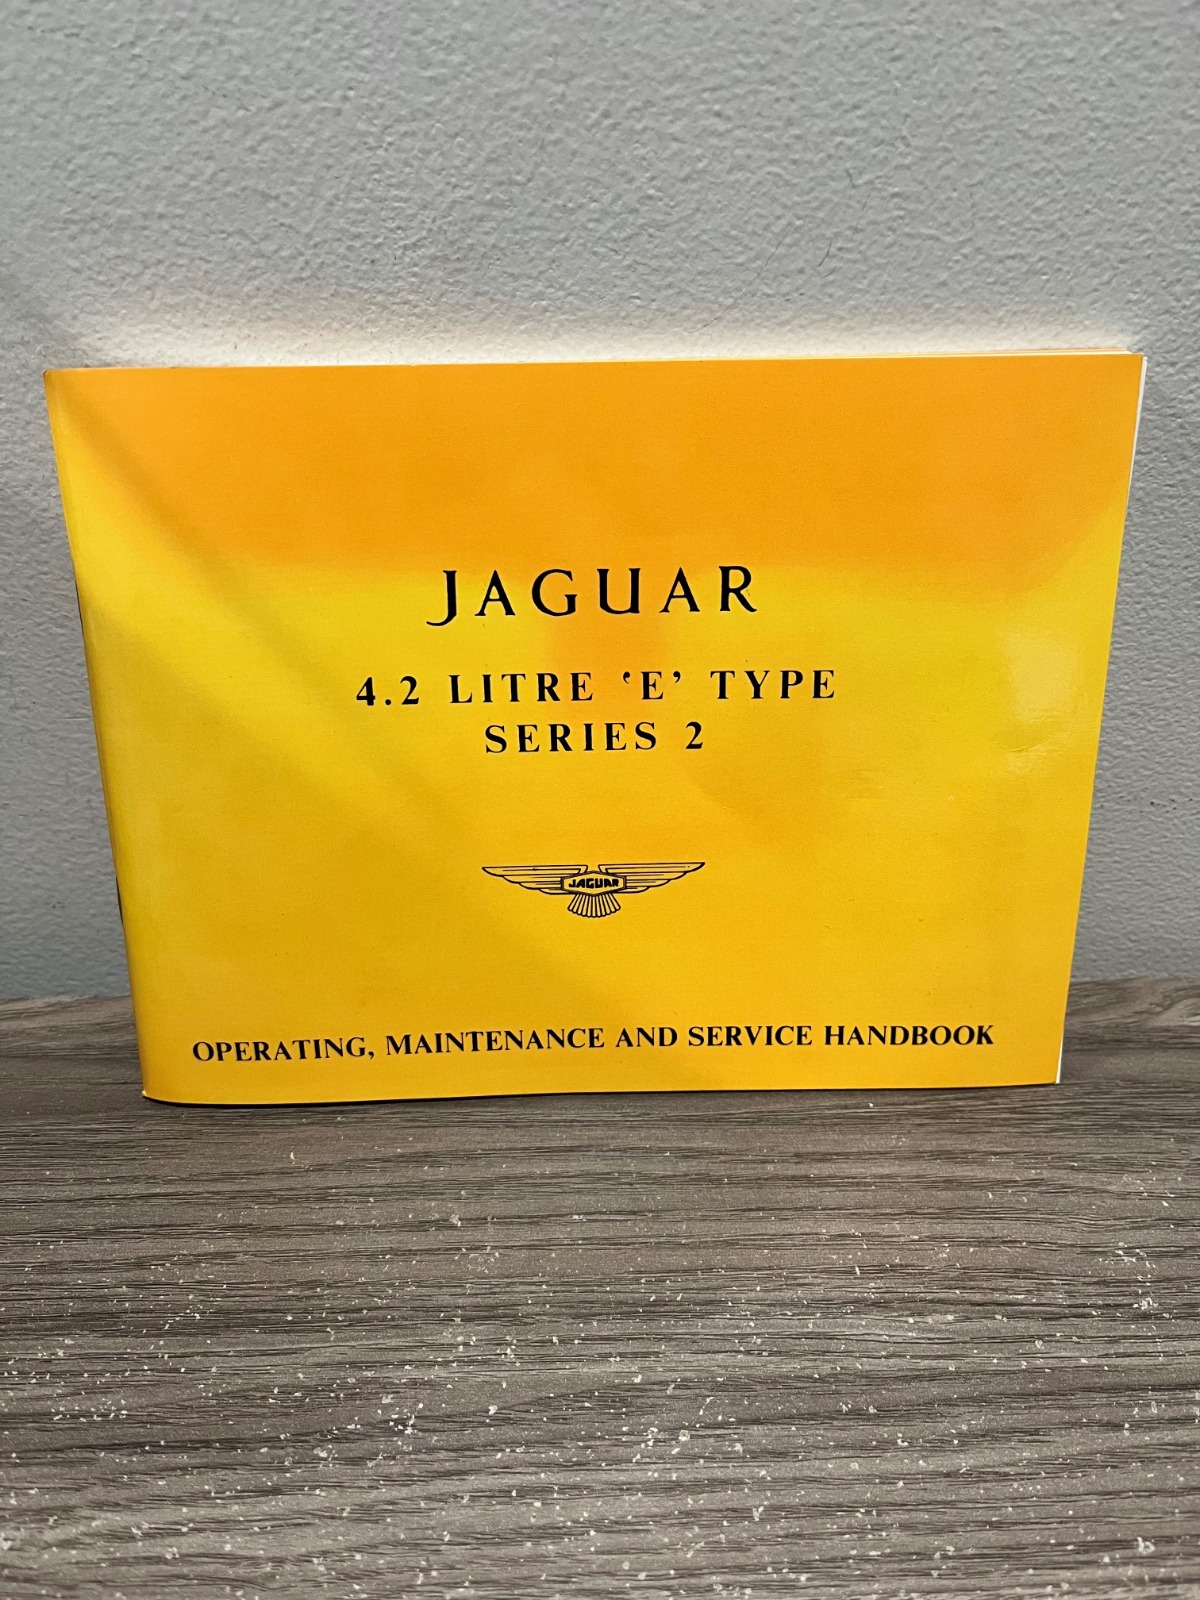 JAGUAR
4.2 LITRE ‘E’ TYPE
SERIES 2
JAGUAR
OPERATING, MAINTENANCE AND SERVICE HANDBOOK